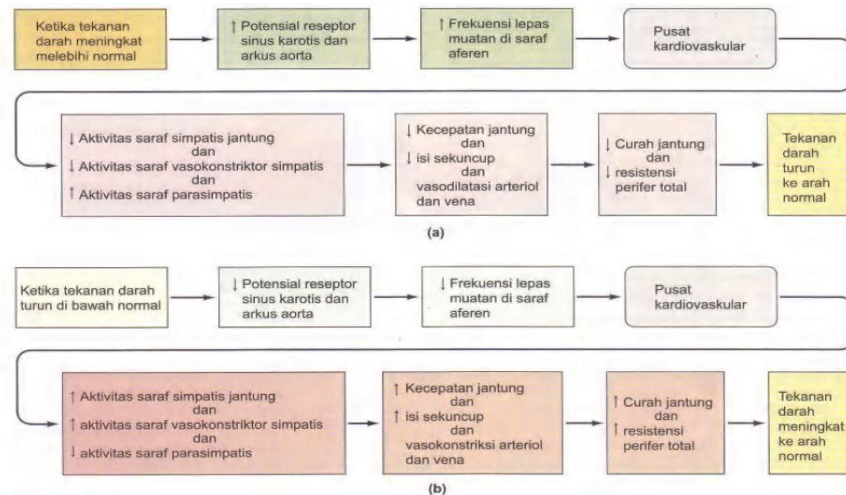 Ketika tekanan
darah meningkat
melebihi normal
↑ Potensial reseptor
sinus karotis dan
arkus aorta
↑ Frekuensi lepas
muatan di saraf
aferen
Pusat
kardiovaskular
↓ Aktivitas saraf simpatis jantung
dan
↓ Aktivitas saraf vasokonstriktor simpatis
dan
↑ Aktivitas saraf parasimpatis
↓ Kecepatan jantung
dan
↓ isi sekuncup
dan
vasodilatasi arteriol
dan vena
↓ Curah jantung
dan
↓ resistensi
perifer total
Tekanan
darah
turun
ke arah
normal
(a)
Ketika tekanan darah
turun di bawah normal
↓ Potensial reseptor
sinus karotis dan
arkus aorta
↓ Frekuensi lepas
muatan di saraf
aferen
Pusat
kardiovaskular
↑ Aktivitas saraf simpatis jantung
dan
↑ aktivitas saraf vasokonstriktor simpatis
dan
↓ aktivitas saraf parasimpatis
↑ Kecepatan jantung
dan
↑ isi sekuncup
dan
vasokonstriksi arteriol
dan vena
↑ Curah jantung
dan
↑ resistensi
perifer total
Tekanan
darah
meningkat
ke arah
normal
(b)